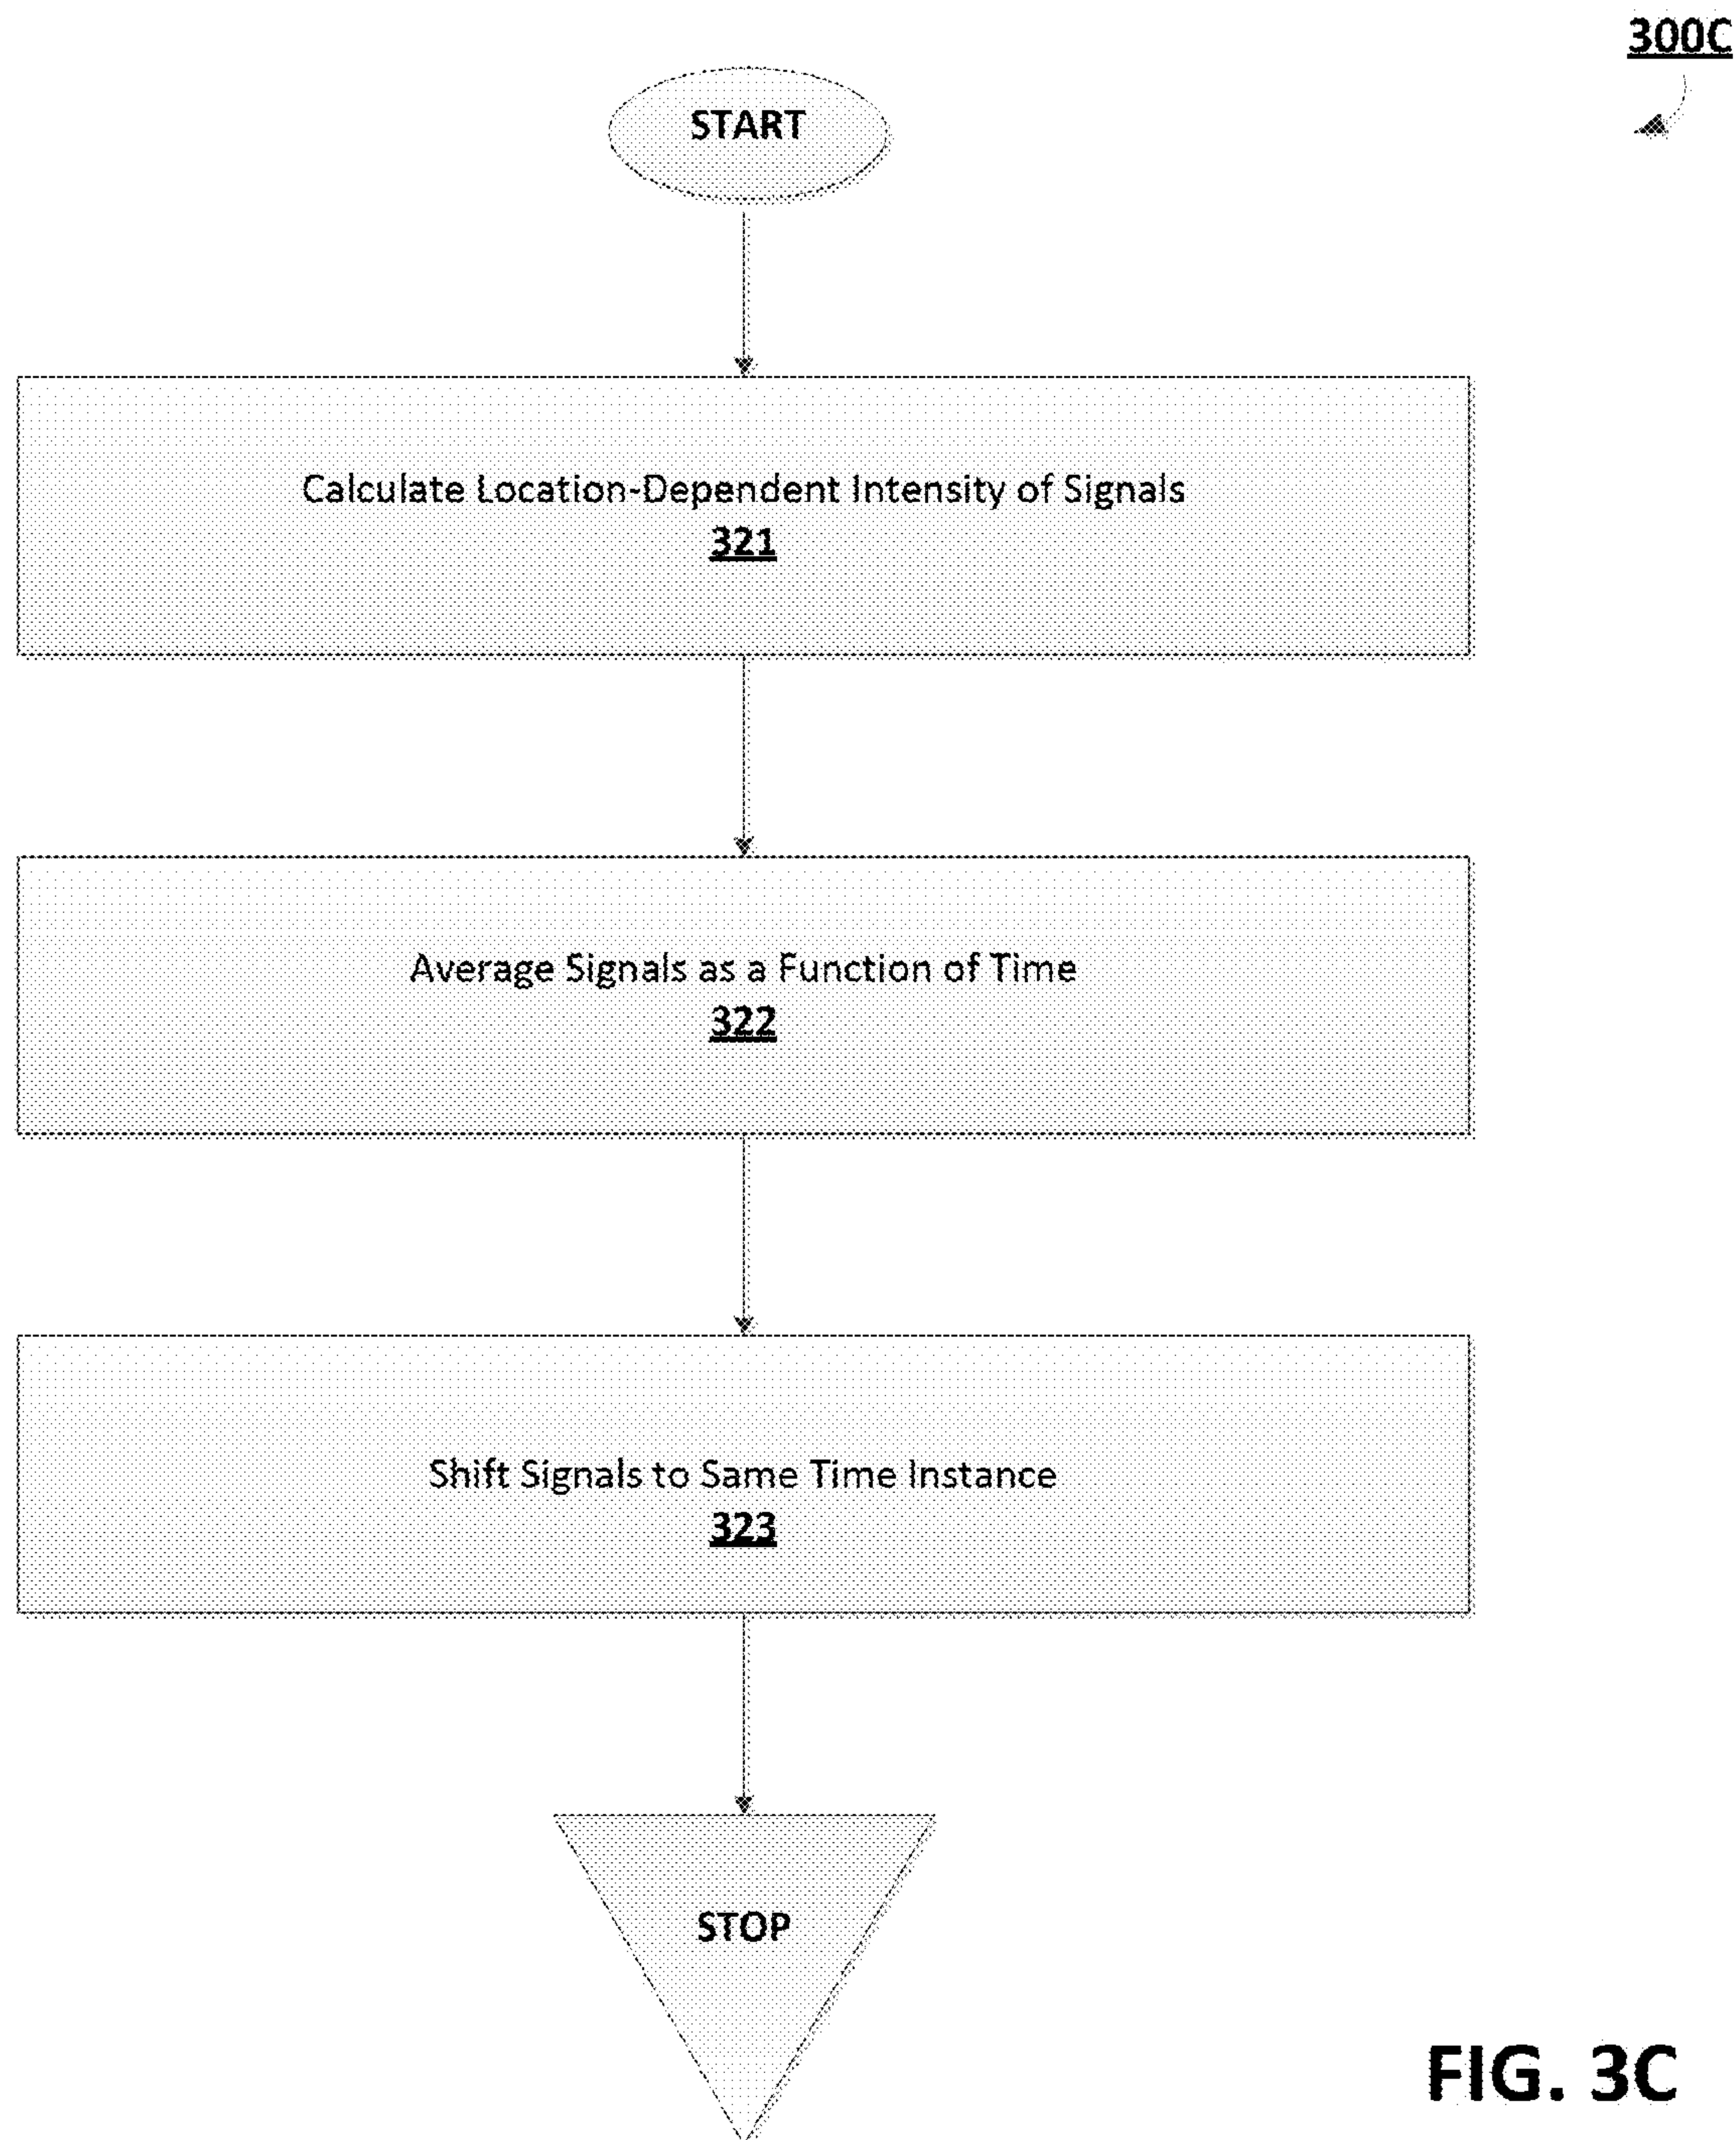 300C
START
Calculate Location-Dependent Intensity of Signals
321
Average Signals as a Function of Time
322
Shift Signals to Same Time Instance
323
STOP
FIG. 3C